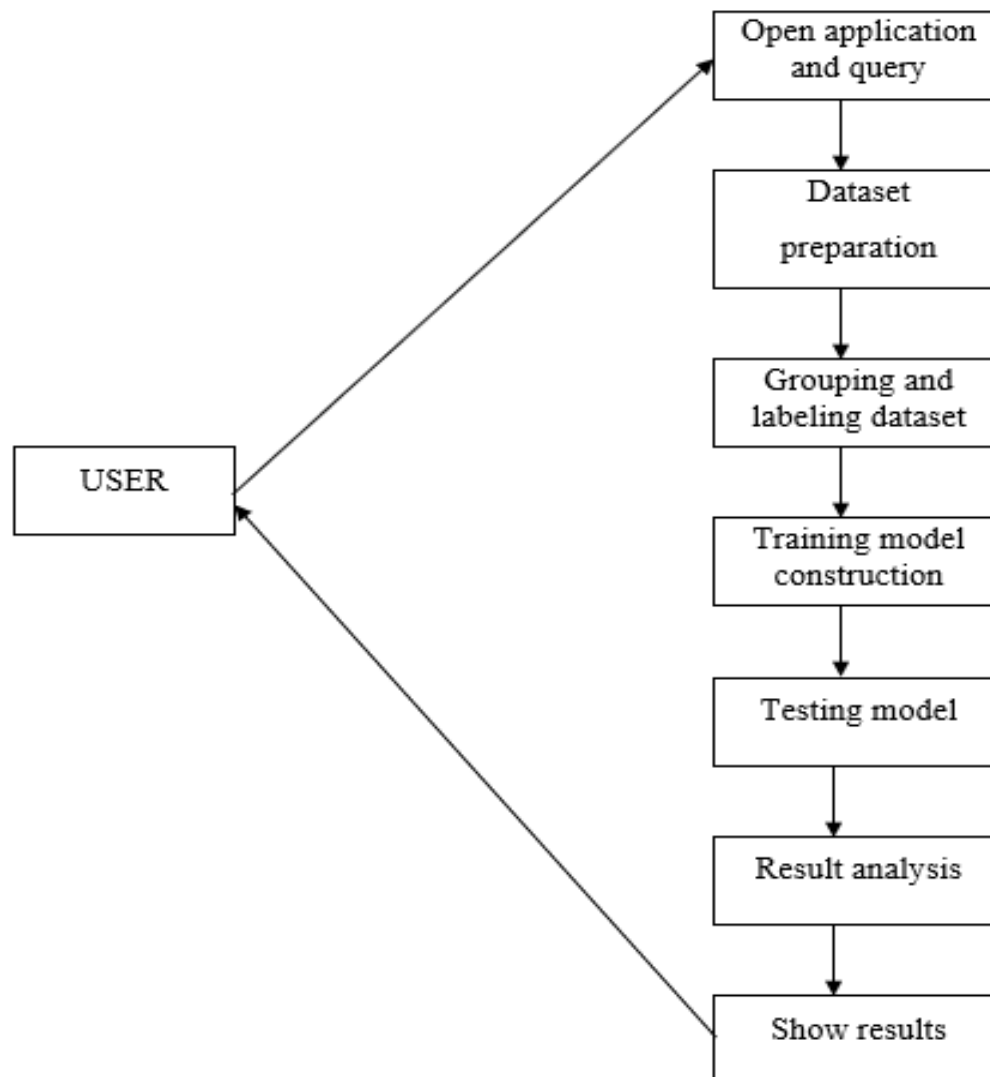 Open application
and query
Dataset
preparation
Grouping and
labeling dataset
USER
Training model
construction
Testing model
Result analysis
Show results